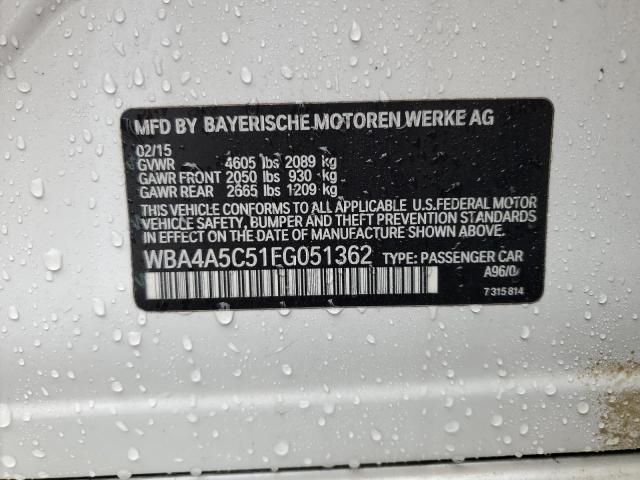 MFD BY BAYERISCHE MOTOREN WERKE AG
02/15
GVWR 4605 lbs 2089 kg
GAWR FRONT 2050 lbs 930 kg
GAWR REAR 2665 lbs 1209 kg
THIS VEHICLE CONFORMS TO ALL APPLICABLE U.S.FEDERAL MOTOR
VEHICLE SAFETY, BUMPER AND THEFT PREVENTION STANDARDS
IN EFFECT ON THE DATE OF MANUFACTURE SHOWN ABOVE.
WBA4A5C51FG051362 TYPE: PASSENGER CAR
A96/0
7 315 814